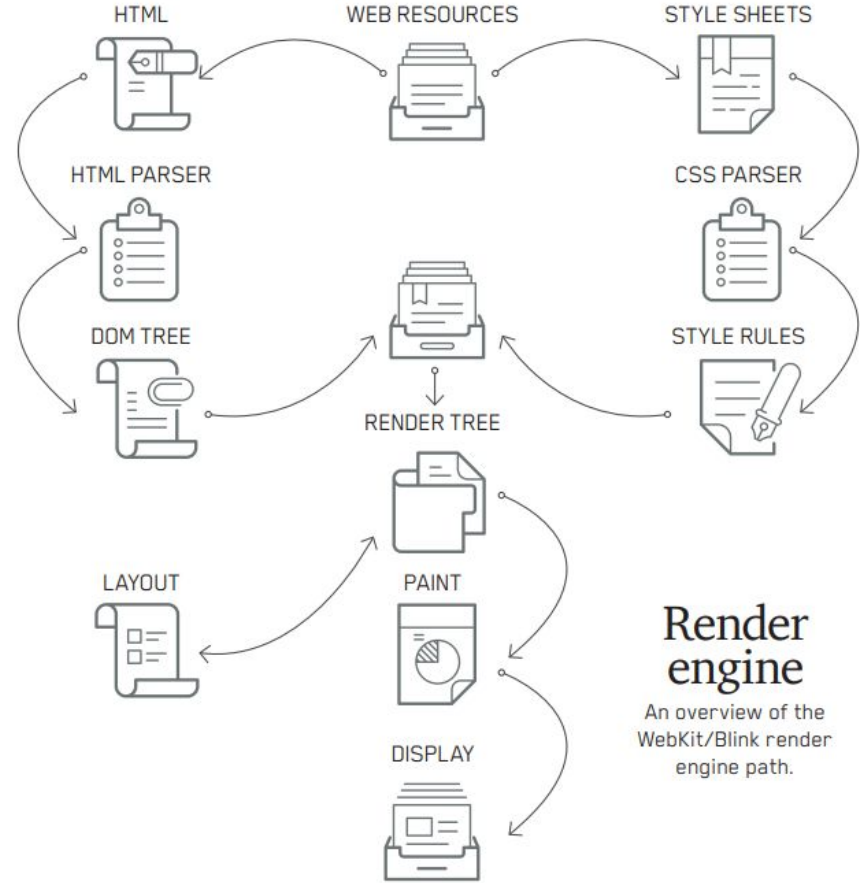 HTML
WEB RESOURCES
STYLE SHEETS
HTML PARSER
CSS PARSER
DOM TREE
STYLE RULES
RENDER TREE
LAYOUT
PAINT
Render
engine
An overview of the
WebKit/Blink render
engine path.
DISPLAY